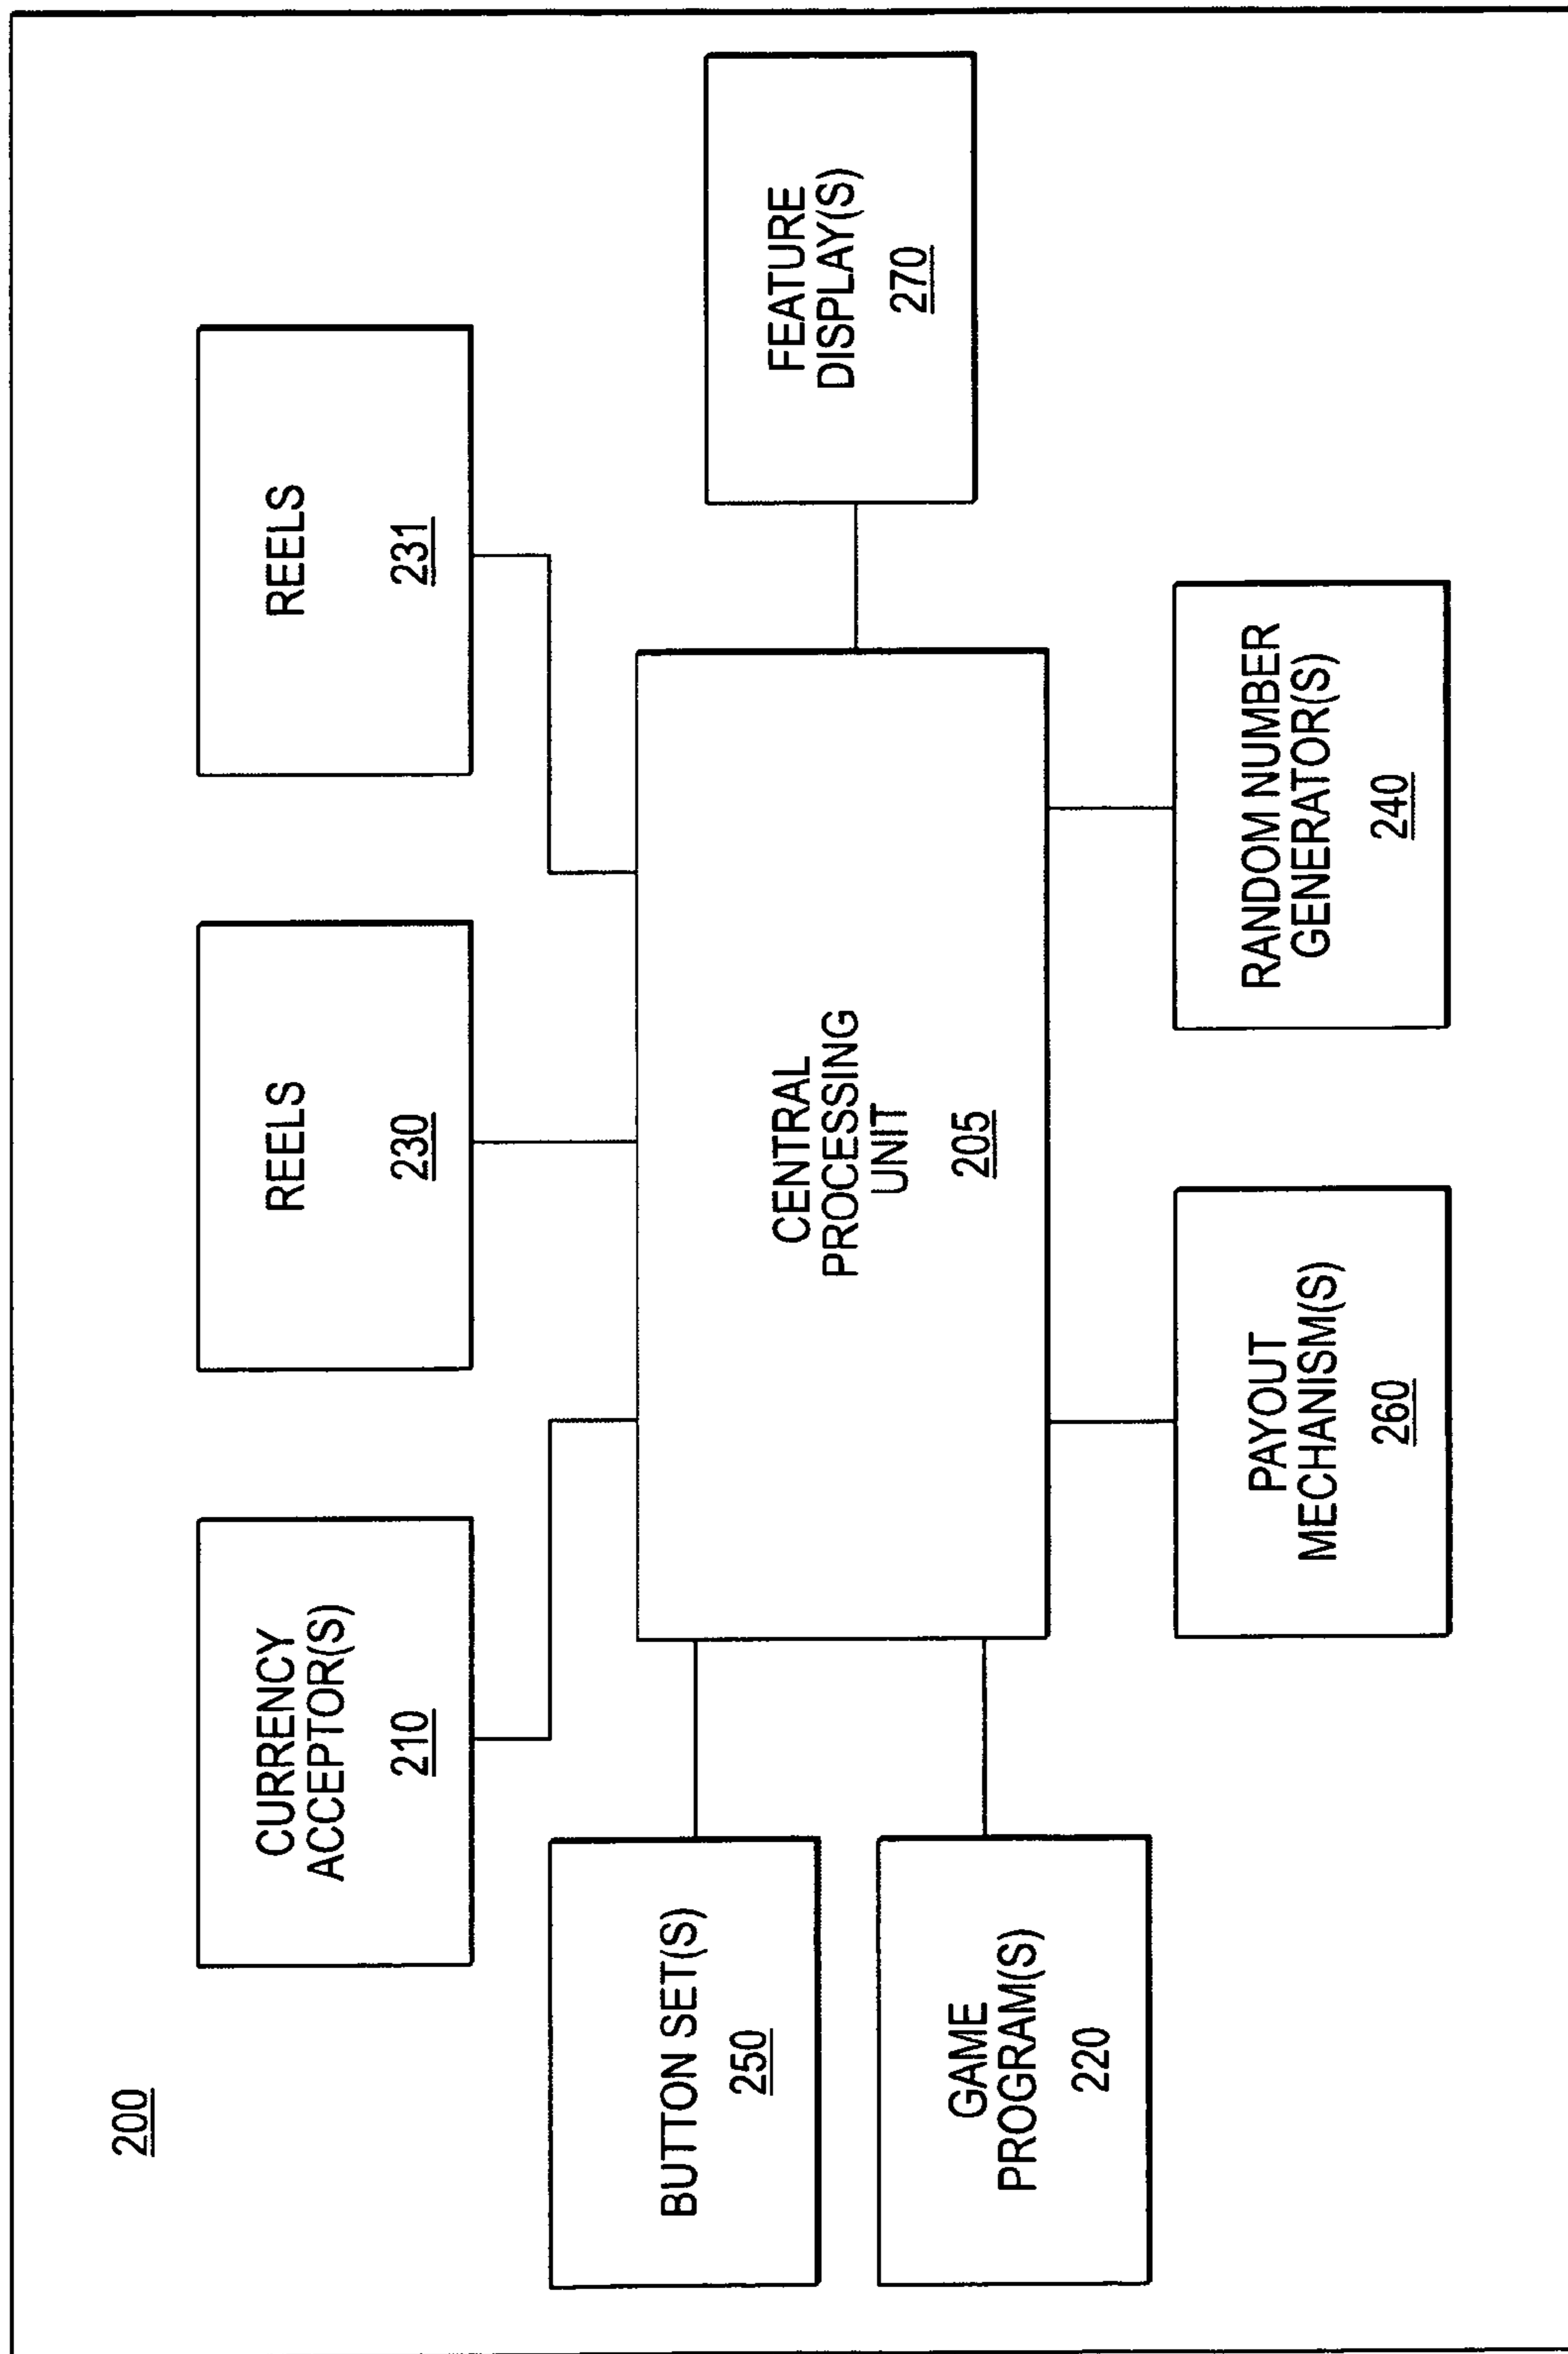 200
CURRENCY
ACCEPTOR(S)
210
REELS
230
REELS
231
BUTTON SET(S)
250
GAME
PROGRAM(S)
220
CENTRAL
PROCESSING
UNIT
205
FEATURE
DISPLAY(S)
270
PAYOUT
MECHANISM(S)
260
RANDOM NUMBER
GENERATOR(S)
240